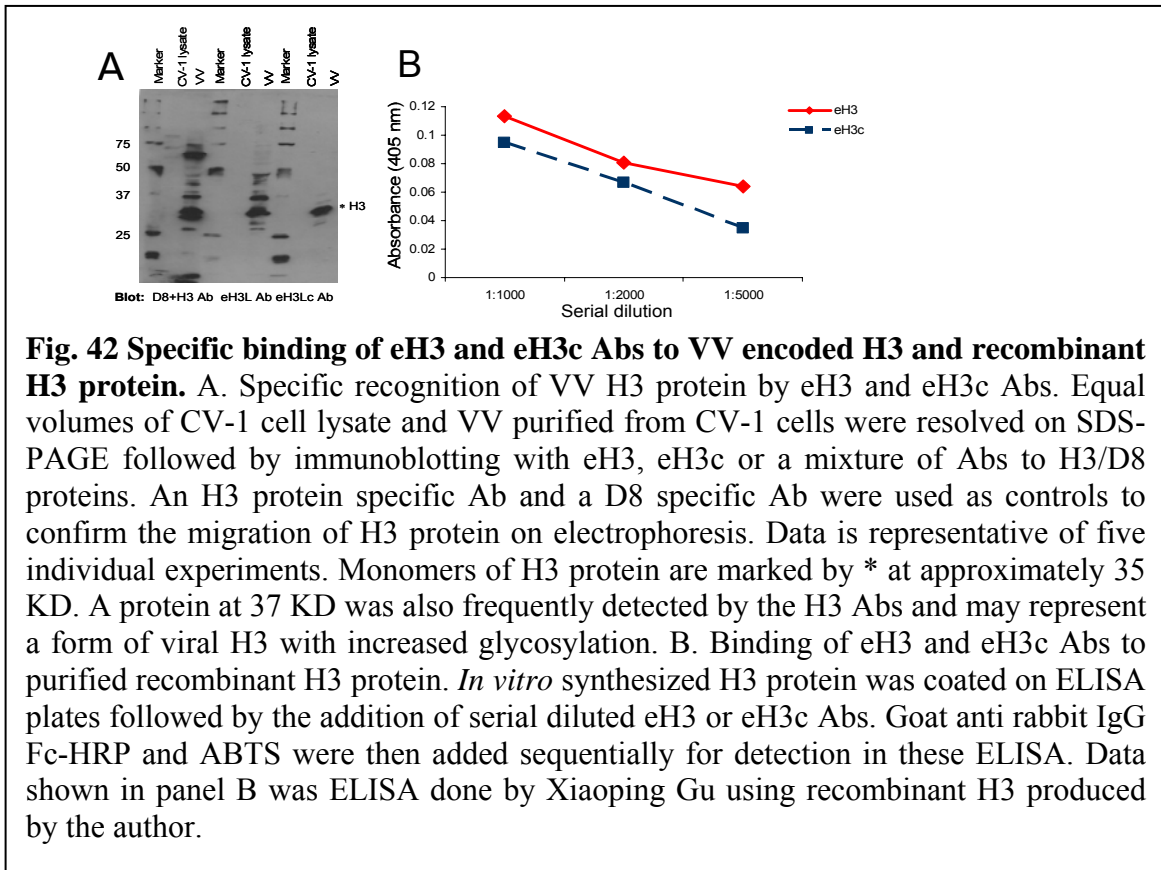 A
Marker
CV-1 lysate
VV
Marker
CV-1 lysate
VV
Marker
CV-1 lysate
VV
75
50
37
25
* H3
Blot: D8+H3 Ab eH3L Ab eH3Lc Ab
B
0.12
0.1
0.08
0.06
0.04
0.02
0
Absorbance (405 nm)
1:1000
1:2000
1:5000
Serial dilution
eH3
eH3c
Fig. 42 Specific binding of eH3 and eH3c Abs to VV encoded H3 and recombinant
H3 protein. A. Specific recognition of VV H3 protein by eH3 and eH3c Abs. Equal
volumes of CV-1 cell lysate and VV purified from CV-1 cells were resolved on SDS-
PAGE followed by immunoblotting with eH3, eH3c or a mixture of Abs to H3/D8
proteins. An H3 protein specific Ab and a D8 specific Ab were used as controls to
confirm the migration of H3 protein on electrophoresis. Data is representative of five
individual experiments. Monomers of H3 protein are marked by * at approximately 35
KD. A protein at 37 KD was also frequently detected by the H3 Abs and may represent
a form of viral H3 with increased glycosylation. B. Binding of eH3 and eH3c Abs to
purified recombinant H3 protein. In vitro synthesized H3 protein was coated on ELISA
plates followed by the addition of serial diluted eH3 or eH3c Abs. Goat anti rabbit IgG
Fc-HRP and ABTS were then added sequentially for detection in these ELISA. Data
shown in panel B was ELISA done by Xiaoping Gu using recombinant H3 produced
by the author.